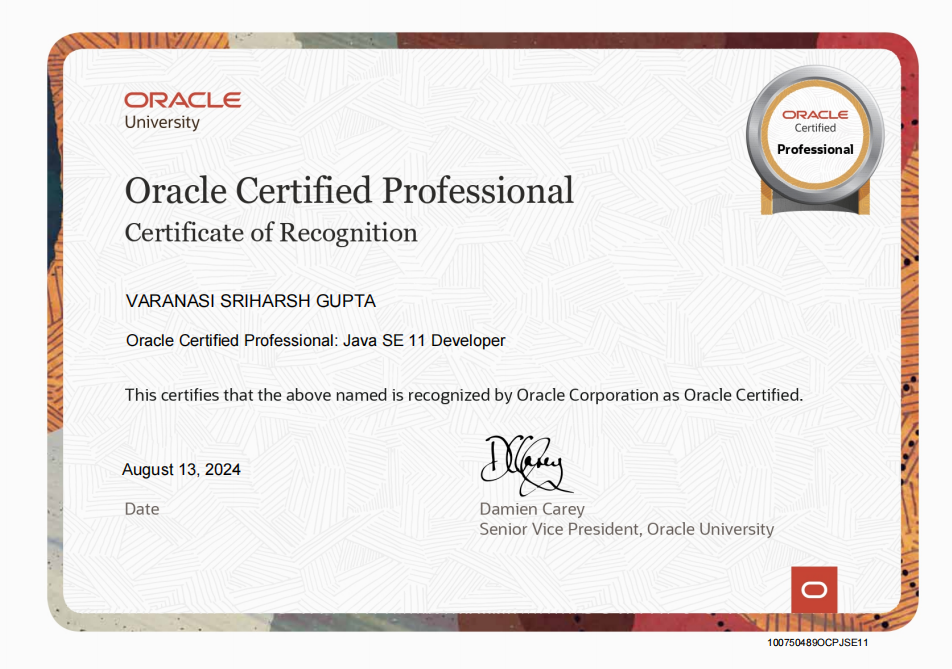 ORACLE
University
ORACLE
Certified
Professional
Oracle Certified Professional
Certificate of Recognition
VARANASI SRIHARSH GUPTA
Oracle Certified Professional: Java SE 11 Developer
This certifies that the above named is recognized by Oracle Corporation as Oracle Certified.
August 13, 2024
Date
DCarey
Damien Carey
Senior Vice President, Oracle University
100750489OCPJSE11